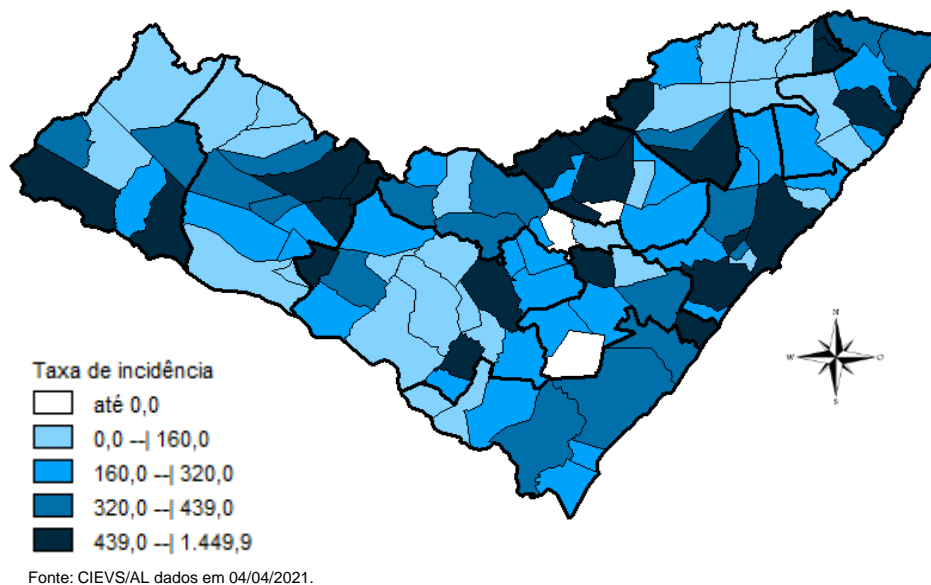 N
W
O
S
Taxa de incidência
até 0,0
0,0 --| 160,0
160,0 --| 320,0
320,0 --| 439,0
439,0 --| 1.449,9
Fonte: CIEVS/AL dados em 04/04/2021.